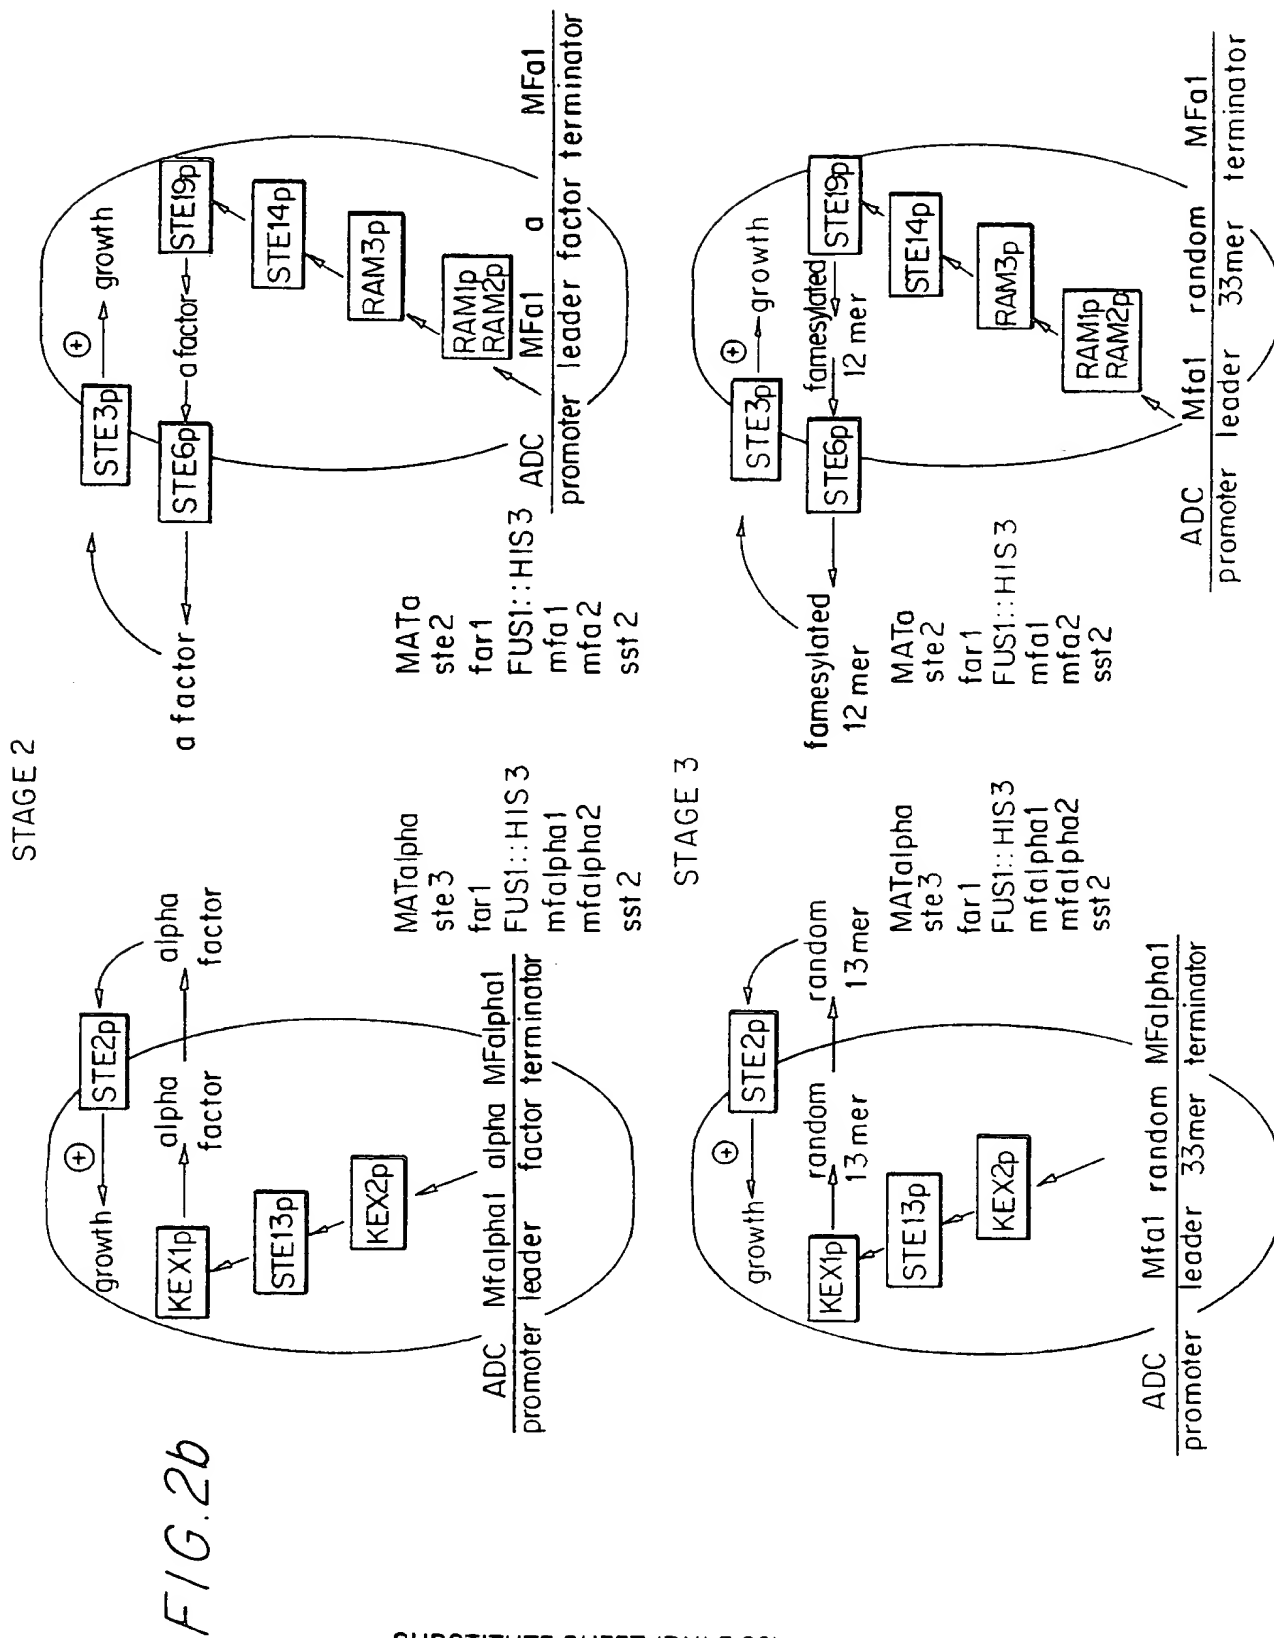 FIG.2b
STAGE 2
STE2p
growth
alpha
factor
alpha
factor
KEX1p
STE13p
KEX2p
ADC Mfalpha1 alpha MFalpha1
promoter leader factor terminator
MATalpha
ste3
far1
FUS1::HIS3
mfalpha1
mfalpha2
sst2
STE3p
growth
a factor
STE6p
a factor
STE19p
STE14p
RAM3p
RAM1p
RAM2p
ADC MFa1 a MFa1
promoter leader factor terminator
MATa
ste2
far1
FUS1::HIS3
mfa1
mfa2
sst2
STAGE 3
STE2p
growth
random
13mer
random
13mer
KEX1p
STE13p
KEX2p
ADC Mfa1 random MFalpha1
promoter leader 33mer terminator
MATalpha
ste3
far1
FUS1::HIS3
mfalpha1
mfalpha2
sst2
STE3p
growth
famesylated
12 mer
STE6p
famesylated
12 mer
STE19p
STE14p
RAM3p
RAM1p
RAM2p
ADC Mfa1 random MFa1
promoter leader 33mer terminator
MATa
ste2
far1
FUS1::HIS3
mfa1
mfa2
sst2